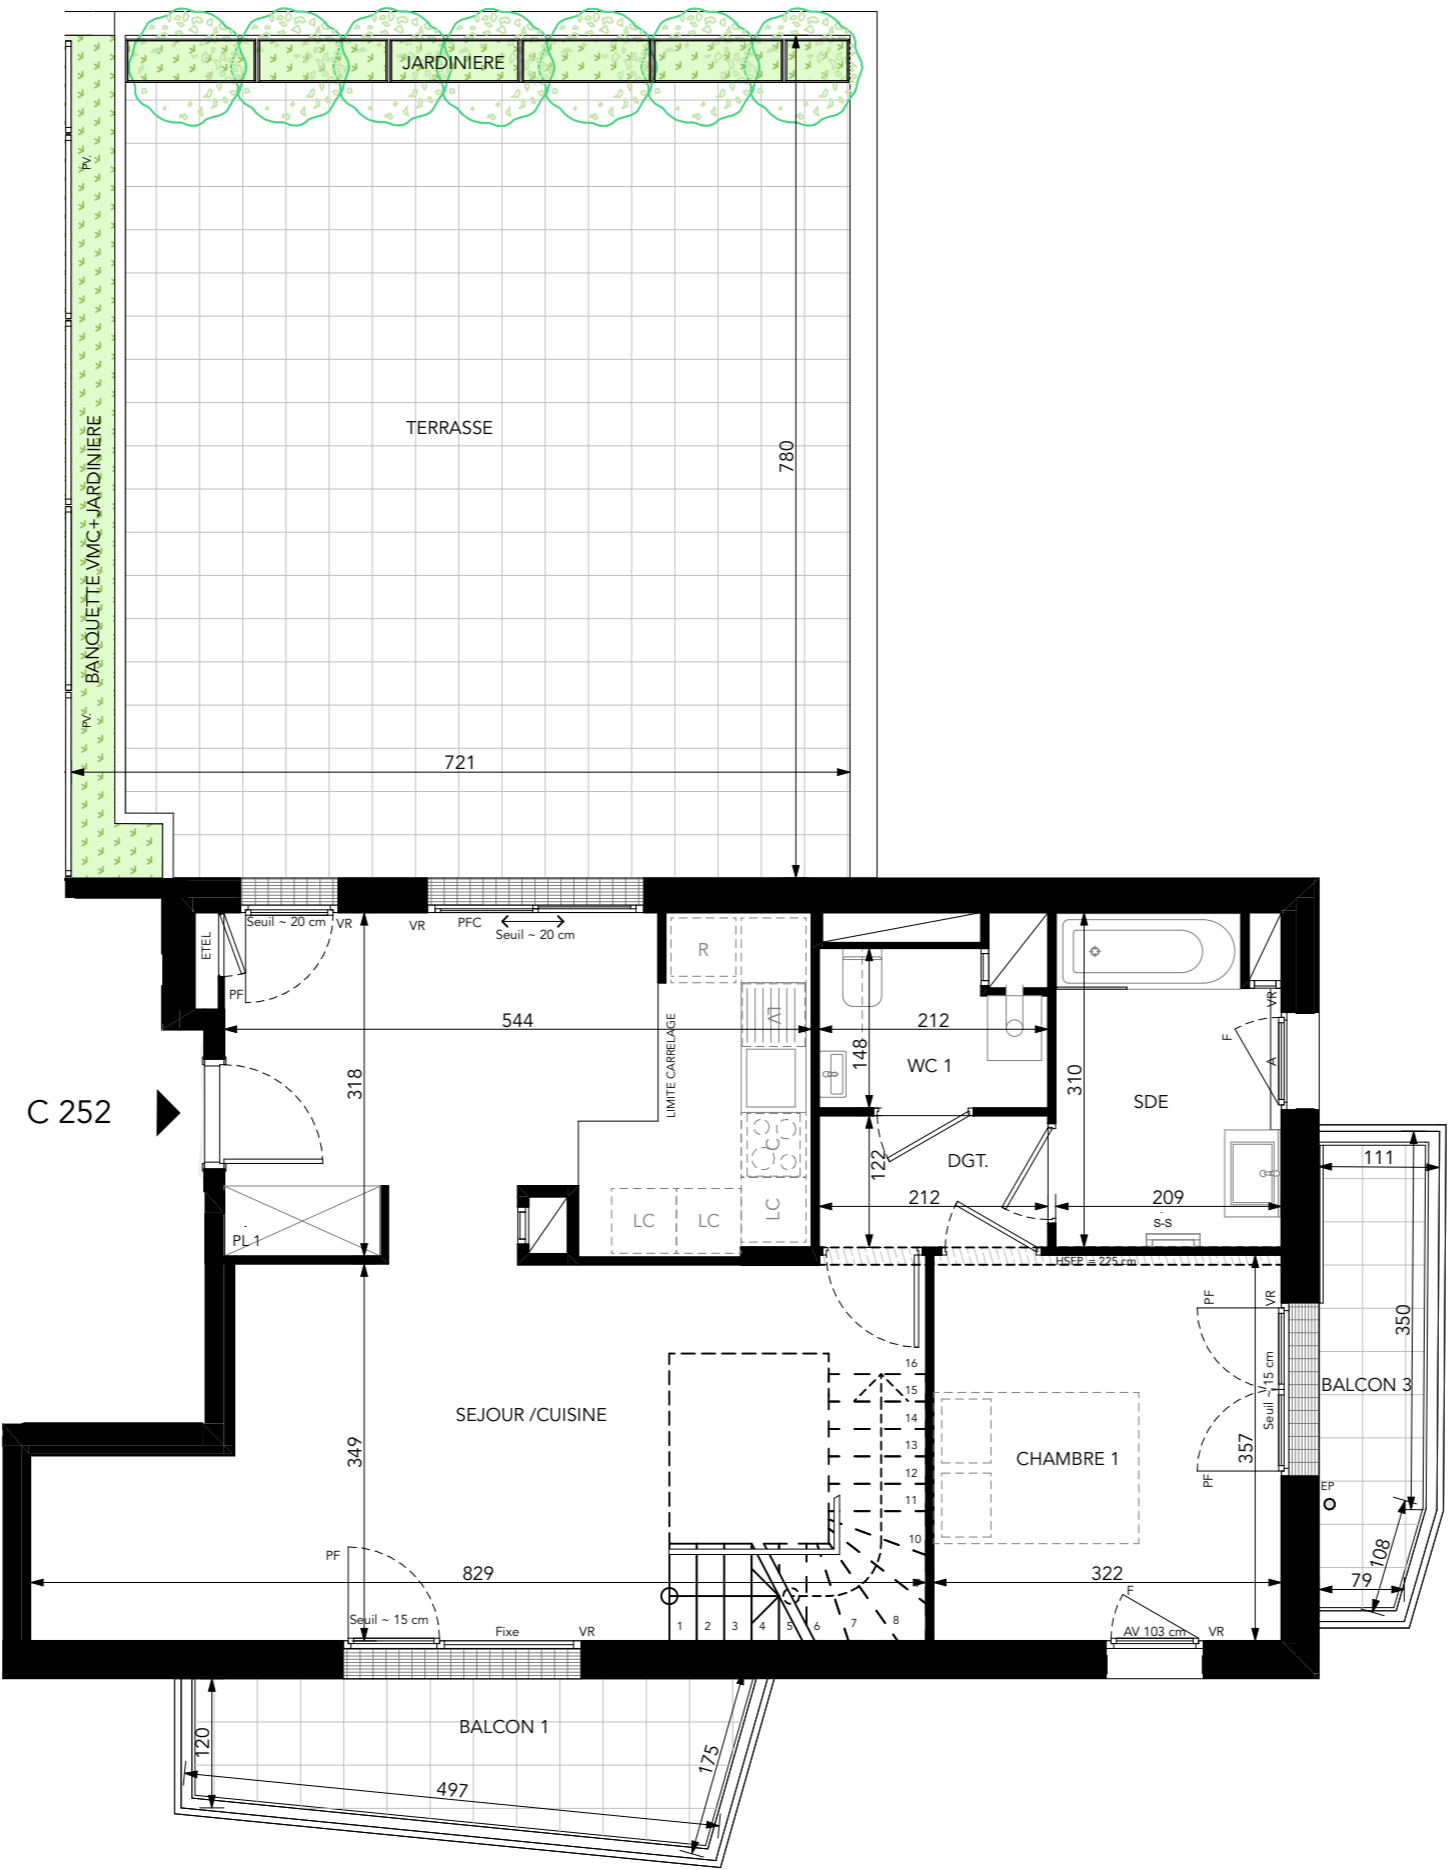 JARDINIERE
PV.
TERRASSE
780
BANQUETTE VMC+ JARDINIERE
PV.
721
ETEL
Seuil ~ 20 cm
VR
VR
PFC
Seuil ~ 20 cm
PF
R
LV
544
318
LIMITE CARRELAGE
212
148
WC 1
310
SDE
VR
F
A
C 252
C
122
DGT.
212
209
S-S
111
PL 1
LC
LC
LC
HSFP = 225 cm
PF
VR
350
16
15
14
13
12
11
10
SEJOUR /CUISINE
349
CHAMBRE 1
357
Seuil ~ 15 cm
BALCON 3
PF
EP
108
79
PF
829
322
F
Seuil ~ 15 cm
Fixe
VR
1
2
3
4
5
6
7
8
AV 103 cm
VR
BALCON 1
120
175
497